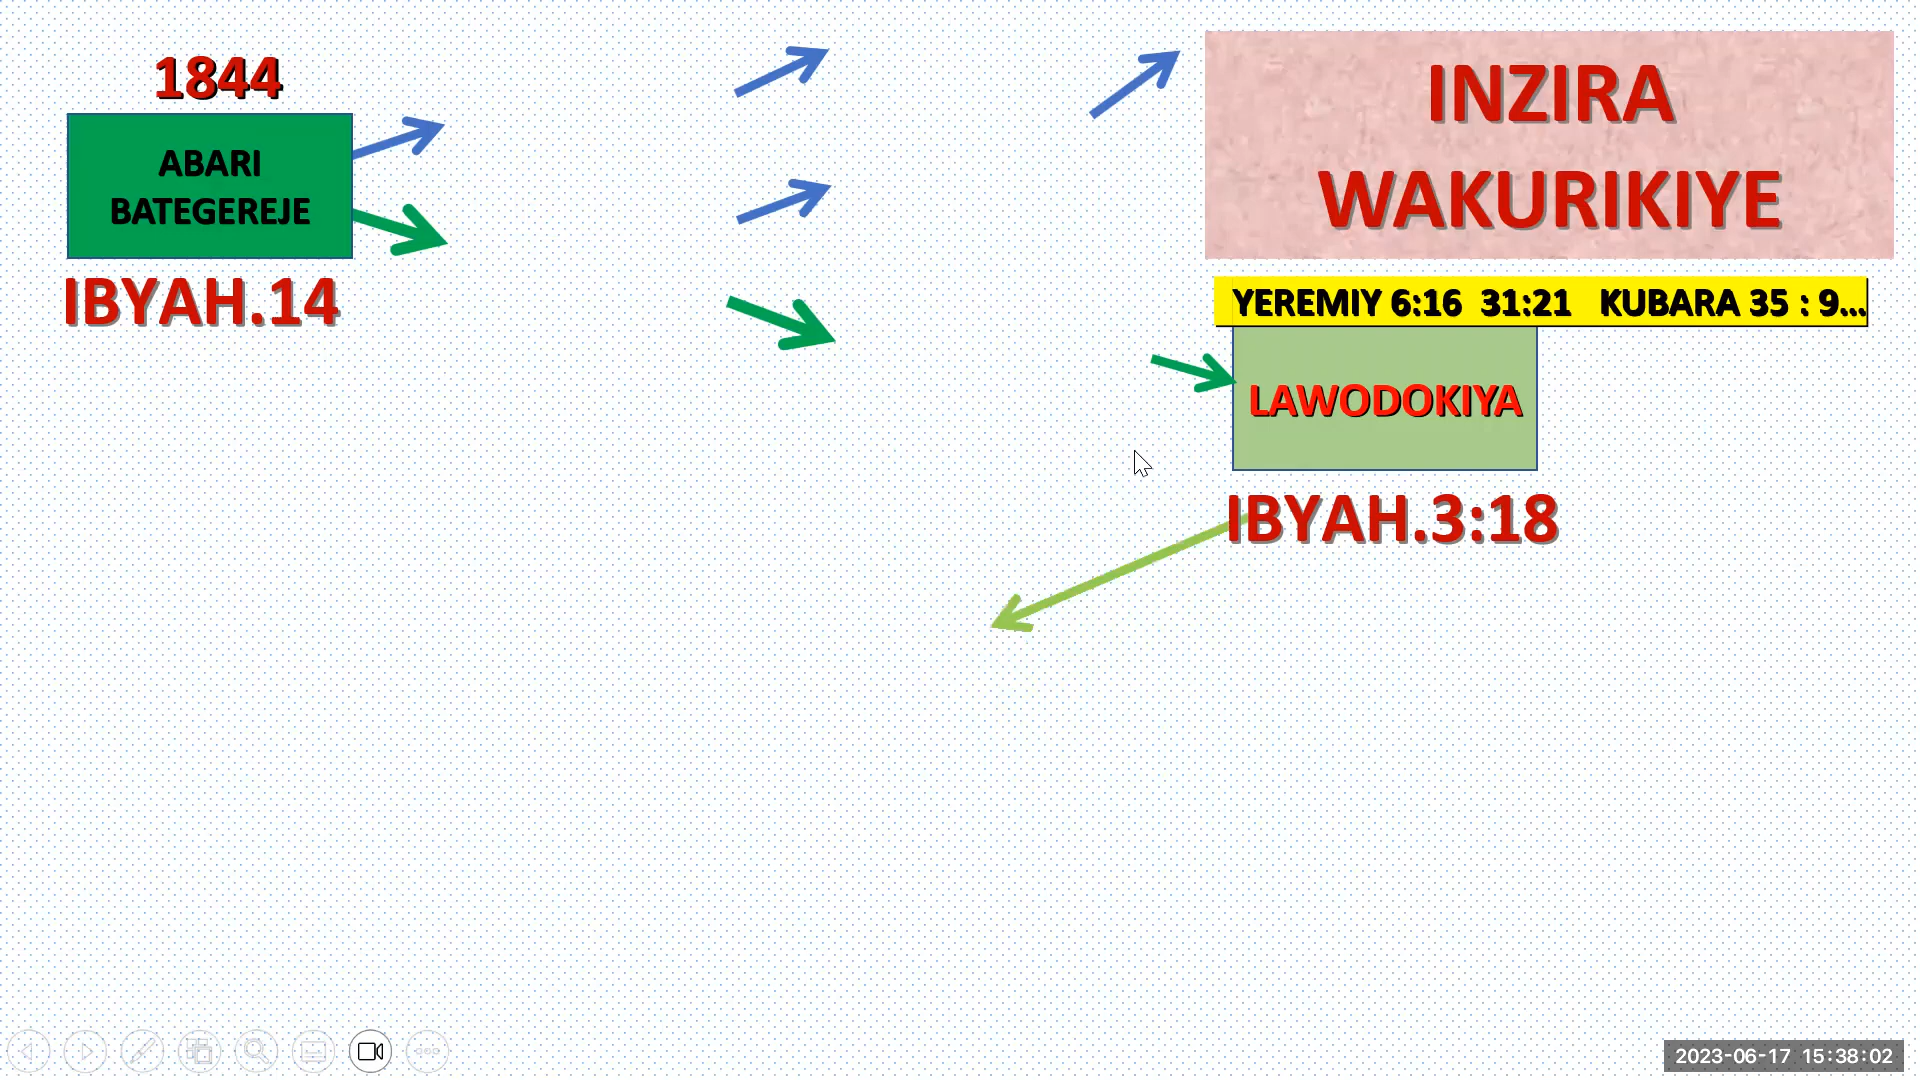 1844
ABARI
BATEGEREJE
IBYAH.14
INZIRA
WAKURIKIYE
YEREMIY 6:16 31:21 KUBARA 35 : 9...
LAWODOKIYA
IBYAH.3:18
2023-06-17 15:38:02